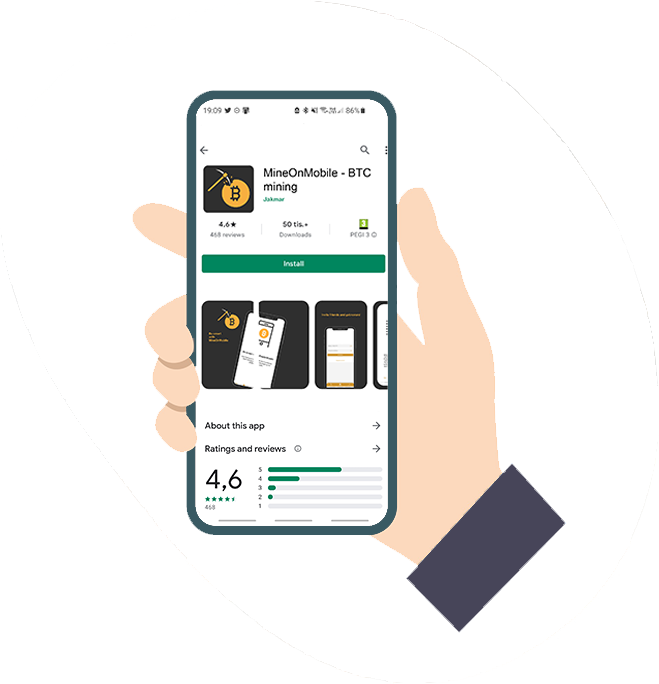 19:09
86%
MineOnMobile - BTC
mining
Jakmar
4.6★
468 reviews
50 tis.+
Downloads
PEGI 3
Install
About this app
Ratings and reviews
4,6
468
5
4
3
2
1